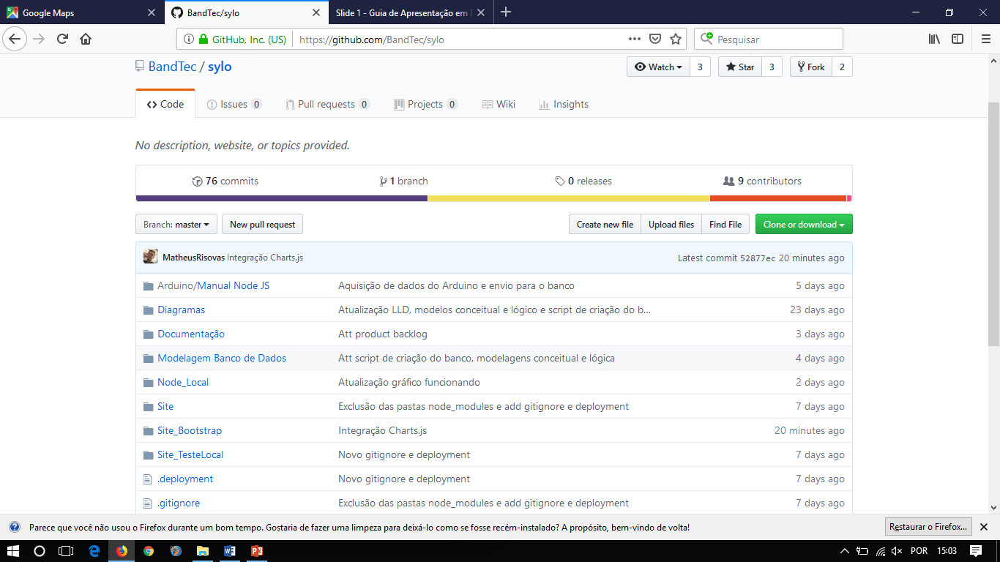 Google Maps
BandTec/sylo
Slide 1 - Guia de Apresentação em
GitHub, Inc. (US)
https://github.com/BandTec/sylo
Pesquisar
BandTec / sylo
Watch 3
Star 3
Fork 2
Code
Issues 0
Pull requests 0
Projects 0
Wiki
Insights
No description, website, or topics provided.
76 commits
1 branch
0 releases
9 contributors
Branch: master
New pull request
Create new file
Upload files
Find File
Clone or download
MatheusRisovas Integração Charts.js
Latest commit 52877ec 20 minutes ago
Arduino/Manual Node JS Aquisição de dados do Arduino e envio para o banco 5 days ago
Diagramas Atualização LLD, modelos conceitual e lógico e script de criação do b... 23 days ago
Documentação Att product backlog 3 days ago
Modelagem Banco de Dados Att script de criação do banco, modelagens conceitual e lógica 4 days ago
Node_Local Atualização gráfico funcionando 2 days ago
Site Exclusão das pastas node_modules e add gitignore e deployment 7 days ago
Site_Bootstrap Integração Charts.js 20 minutes ago
Site_TesteLocal Novo gitignore e deployment 7 days ago
.deployment Novo gitignore e deployment 7 days ago
.gitignore Exclusão das pastas node_modules e add gitignore e deployment 7 days ago
Parece que você não usou o Firefox durante um bom tempo. Gostaria de fazer uma limpeza para deixá-lo como se fosse recém-instalado? A propósito, bem-vindo de volta!
Restaurar o Firefox...
POR 15:03